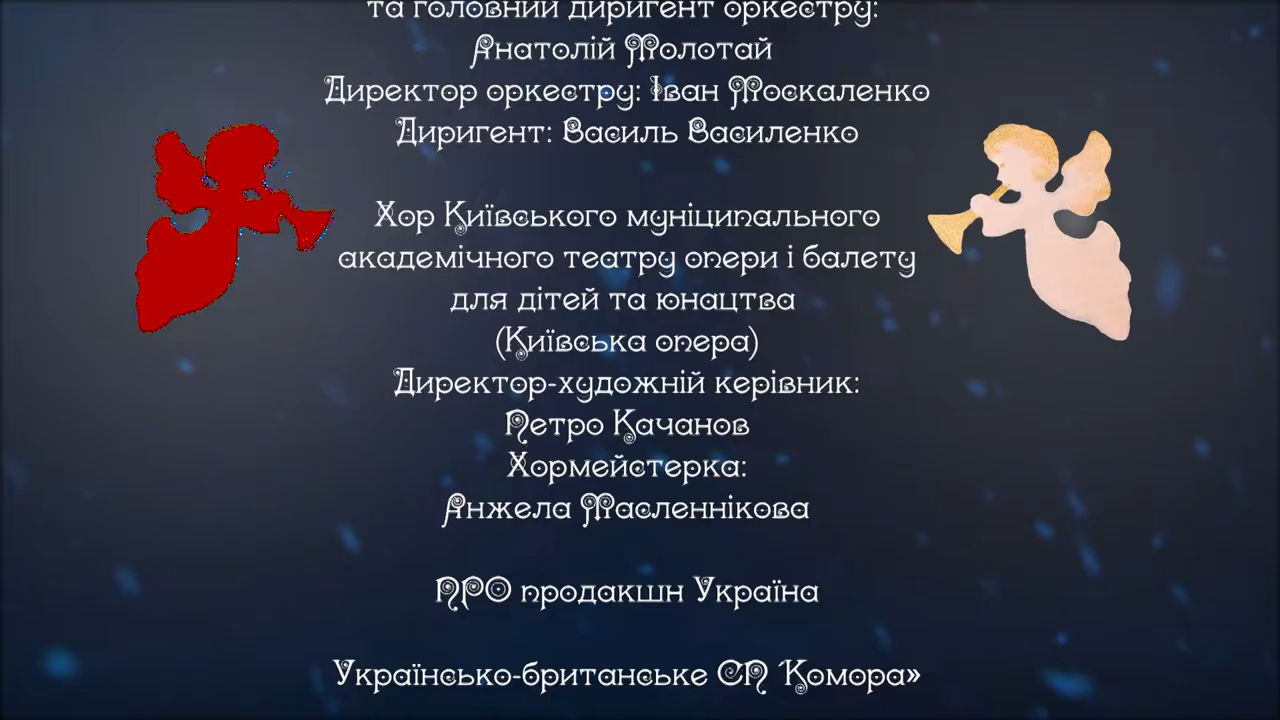 та головний диригент оркестру:
Анатолій Молотай
Директор оркестру: Іван Москаленко
Диригент: Василь Василенко
Хор Київського муніципального
академічного театру опери і балету
для дітей та юнацтва
(Київська опера)
Директор-художній керівник:
Петро Качанов
Хормейстерка:
Анжела Масленнікова
ПРО продакшн Україна
Українсько-британське СП "Комора»